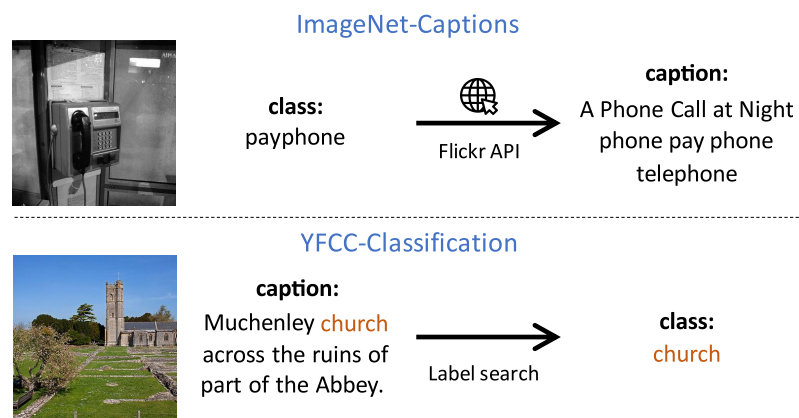 ImageNet-Captions
class:
payphone
Flickr API
caption:
A Phone Call at Night
phone pay phone
telephone
YFCC-Classification
caption:
Muchenley church
across the ruins of
part of the Abbey.
Label search
class:
church